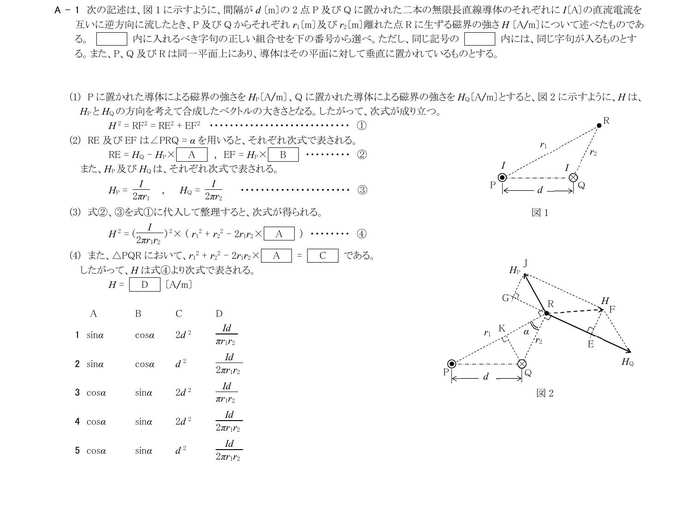 A － 1 次の記述は、図 1 に示すように、間隔が d〔m〕の 2 点 P 及び Q に置かれた二本の無限長直線導体のそれぞれに I〔A〕の直流電流を
互いに逆方向に流したとき、P 及び Q からそれぞれ r₁〔m〕及び r₂〔m〕離れた点 R に生ずる磁界の強さ H〔A/m〕について述べたものであ
る。 内に入れるべき字句の正しい組合せを下の番号から選べ。ただし、同じ記号の 内には、同じ字句が入るものとす
る。また、P、Q 及び R は同一平面上にあり、導体はその平面に対して垂直に置かれているものとする。
(1) P に置かれた導体による磁界の強さを HP〔A/m〕、Q に置かれた導体による磁界の強さを HQ〔A/m〕とすると、図 2 に示すように、H は、
HP と HQ の方向を考えて合成したベクトルの大きさとなる。したがって、次式が成り立つ。
H² ＝ RF² ＝ RE² ＋ EF² ・・・・・・・・・・・・・・・・・・・・・・・・・・ ①
(2) RE 及び EF は∠PRQ ＝ α を用いると、それぞれ次式で表される。
RE ＝ HQ － HP× A , EF ＝ HP× B ・・・・・・・・・ ②
また、HP 及び HQ は、それぞれ次式で表される。
HP ＝ I/2πr₁ , HQ ＝ I/2πr₂ ・・・・・・・・・・・・・・・・・・・・・ ③
(3) 式②、③を式①に代入して整理すると、次式が得られる。
H² ＝ (I/2πr₁r₂)² × ( r₁² ＋ r₂² － 2r₁r₂× A ) ・・・・・・・・ ④
(4) また、△PQR において、r₁² ＋ r₂² － 2r₁r₂× A ＝ C である。
したがって、H は式④より次式で表される。
H ＝ D 〔A/m〕
A B C D
1 sinα cosα 2d² Id/πr₁r₂
2 sinα cosα d² Id/2πr₁r₂
3 cosα sinα 2d² Id/πr₁r₂
4 cosα sinα 2d² Id/2πr₁r₂
5 cosα sinα d² Id/2πr₁r₂
R
r₁
r₂
I I
P Q
d
図 1
J
HP
G
R
H
F
K
r₁
α
r₂
E
P
Q
HQ
d
図 2